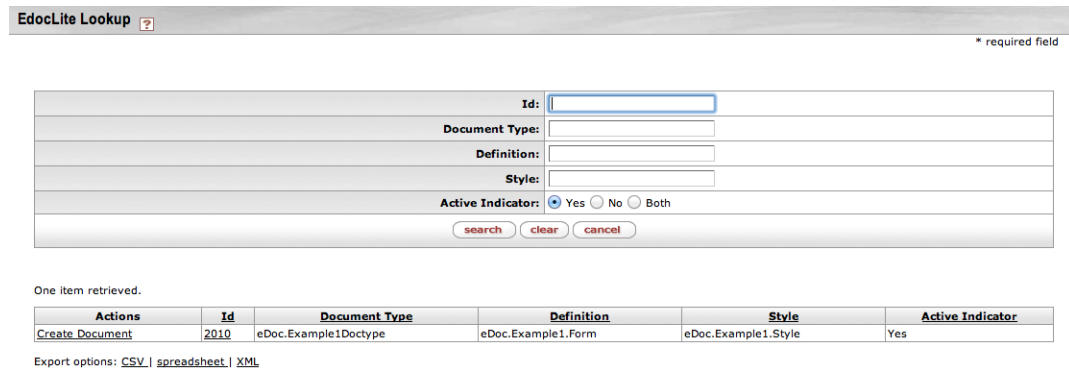 EdocLite Lookup ?
* required field
Id:
Document Type:
Definition:
Style:
Active Indicator: Yes No Both
search clear cancel
One item retrieved.
Actions Id Document Type Definition Style Active Indicator
Create Document 2010 eDoc.Example1Doctype eDoc.Example1.Form eDoc.Example1.Style Yes
Export options: CSV | spreadsheet | XML